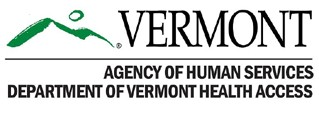 ® VERMONT
AGENCY OF HUMAN SERVICES
DEPARTMENT OF VERMONT HEALTH ACCESS